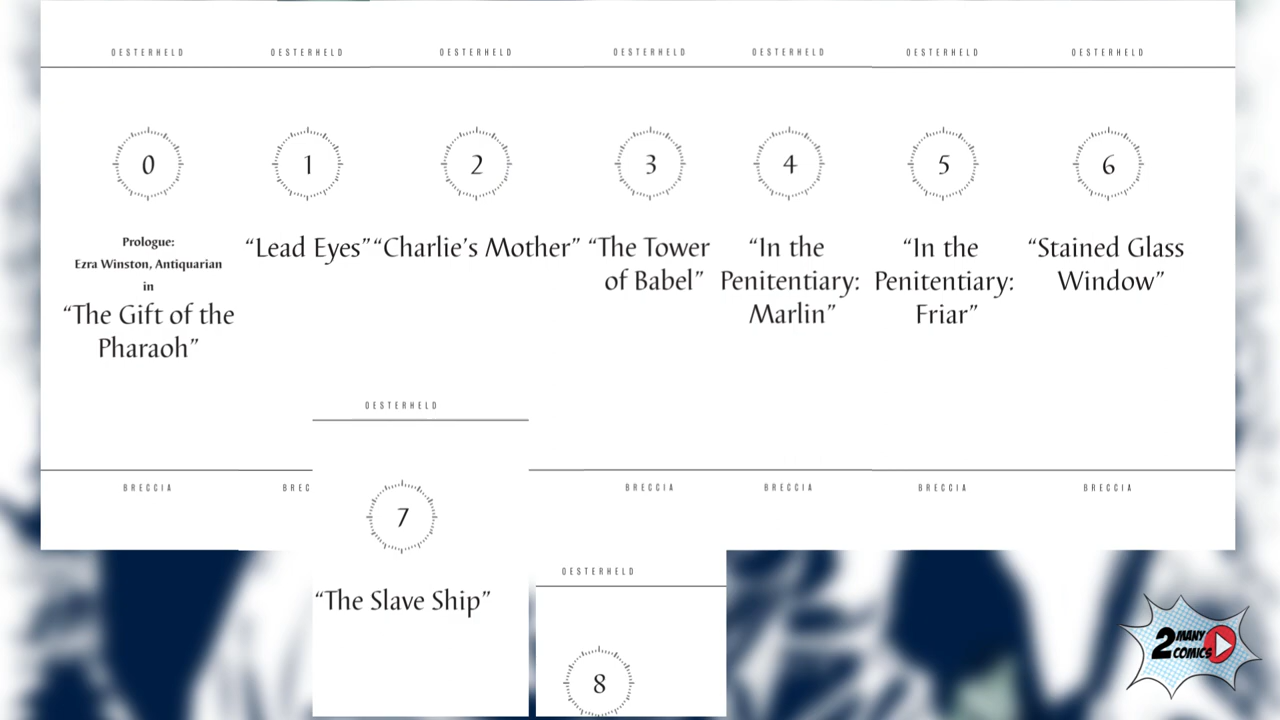 OESTERHELD
OESTERHELD
OESTERHELD
OESTERHELD
OESTERHELD
OESTERHELD
OESTERHELD
0
1
2
3
4
5
6
Prologue:
Ezra Winston, Antiquarian
in
“The Gift of the
Pharaoh”
“Lead Eyes”
“Charlie’s Mother”
“The Tower
of Babel”
“In the
Penitentiary:
Marlin”
“In the
Penitentiary:
Friar”
“Stained Glass
Window”
BRECCIA
BREC
BRECCIA
BRECCIA
BRECCIA
BRECCIA
OESTERHELD
7
“The Slave Ship”
OESTERHELD
8
2 MANY
COMICS